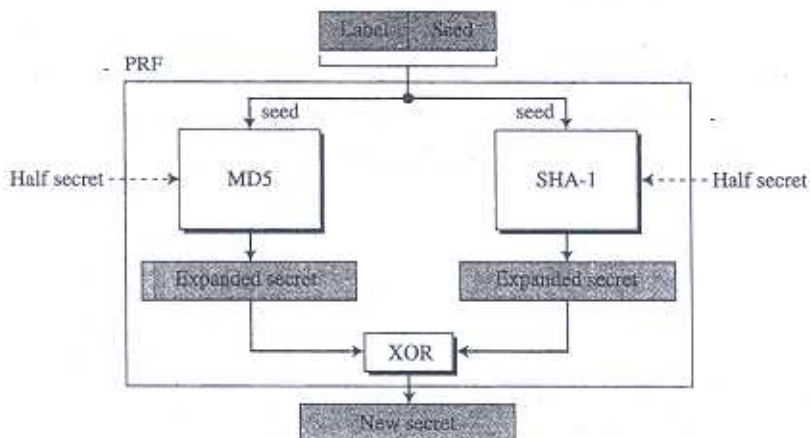 Label Seed
PRF
seed seed
Half secret MD5 SHA-1 Half secret
Expanded secret Expanded secret
XOR
New secret